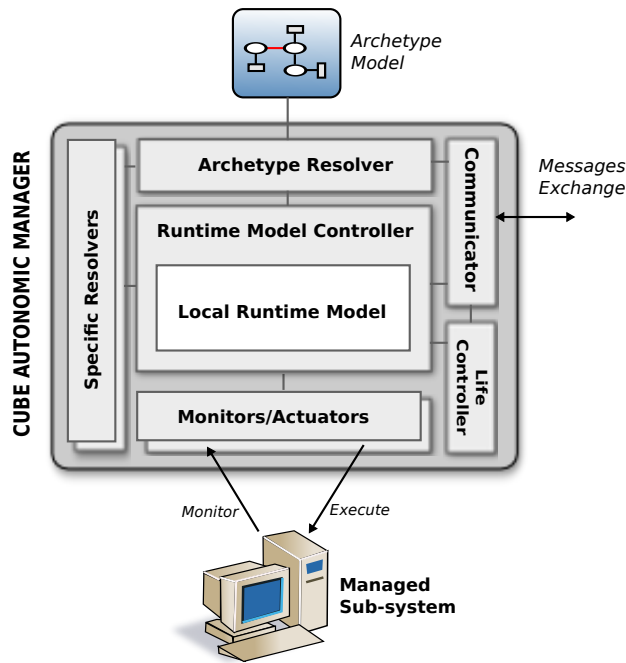 Archetype
Model
CUBE AUTONOMIC MANAGER
Specific Resolvers
Archetype Resolver
Communicator
Messages
Exchange
Runtime Model Controller
Local Runtime Model
Life
Controller
Monitors/Actuators
Monitor
Execute
Managed
Sub-system